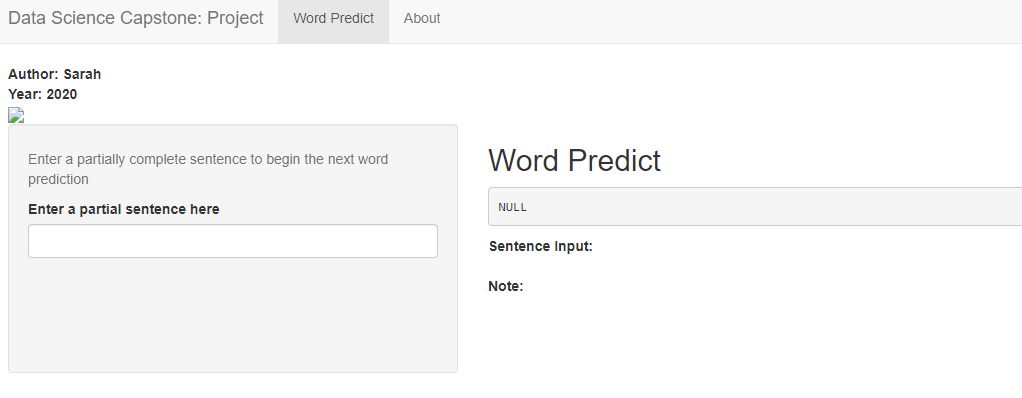 Data Science Capstone: Project Word Predict About
Author: Sarah
Year: 2020
Enter a partially complete sentence to begin the next word
prediction
Enter a partial sentence here
Word Predict
NULL
Sentence Input:
Note: